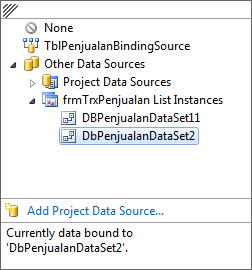 None
TblPenjualanBindingSource
Other Data Sources
Project Data Sources
frmTrxPenjualan List Instances
DBPenjualanDataSet11
DbPenjualanDataSet2
Add Project Data Source...
Currently data bound to
'DbPenjualanDataSet2'.